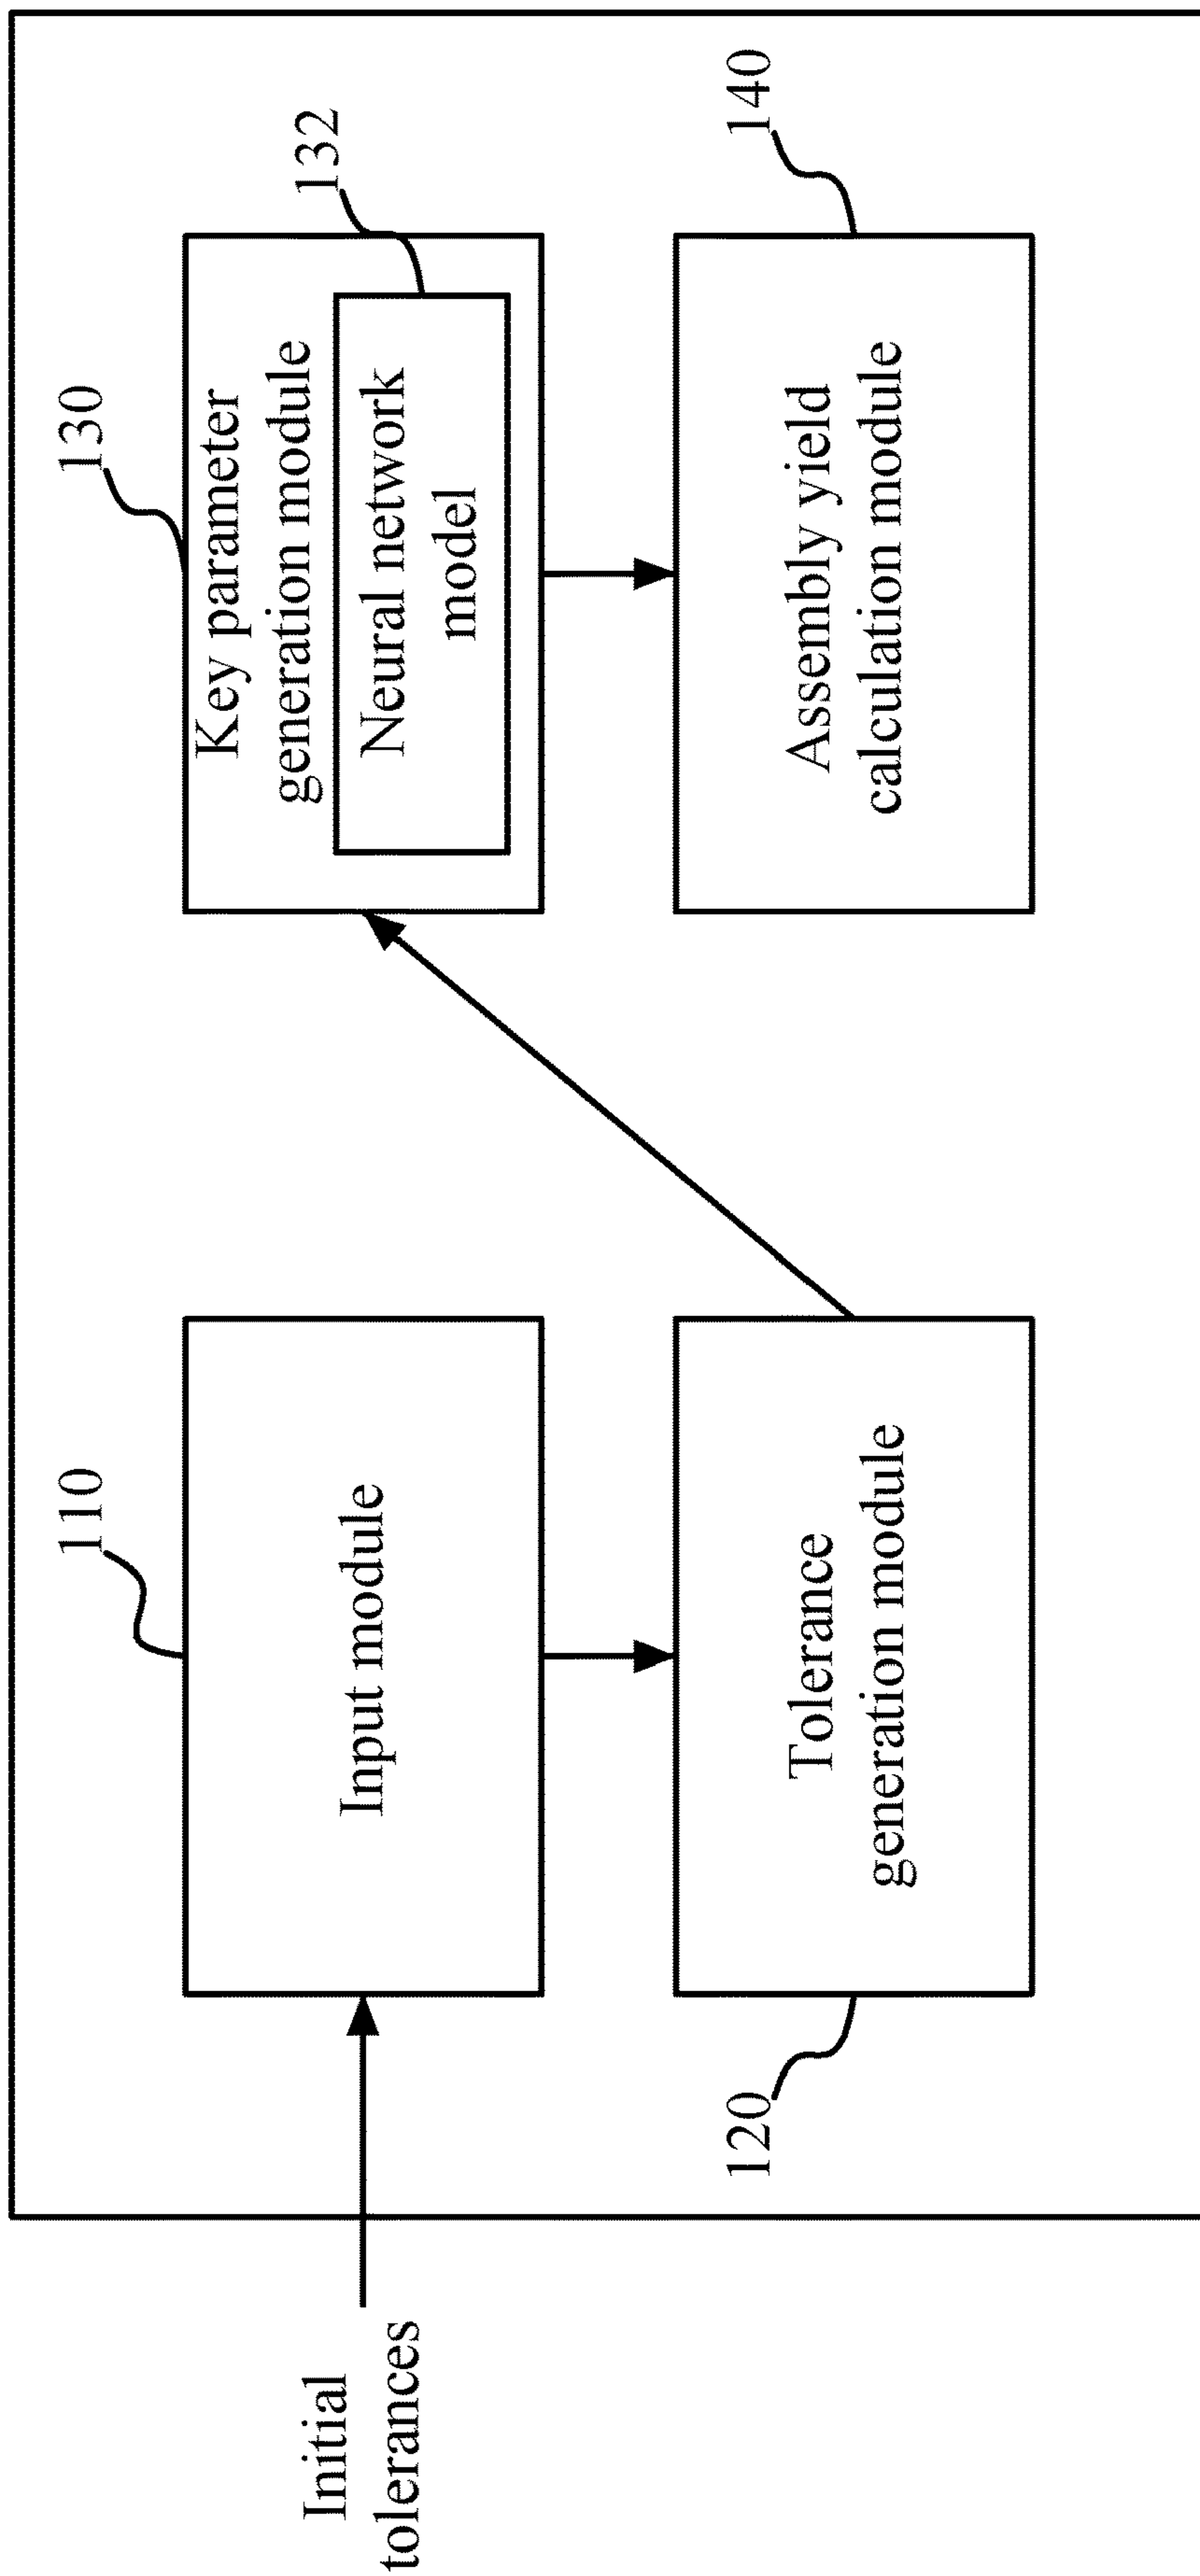 Initial
tolerances
110
Input module
120
Tolerance
generation module
130
Key parameter
generation module
132
Neural network
model
140
Assembly yield
calculation module